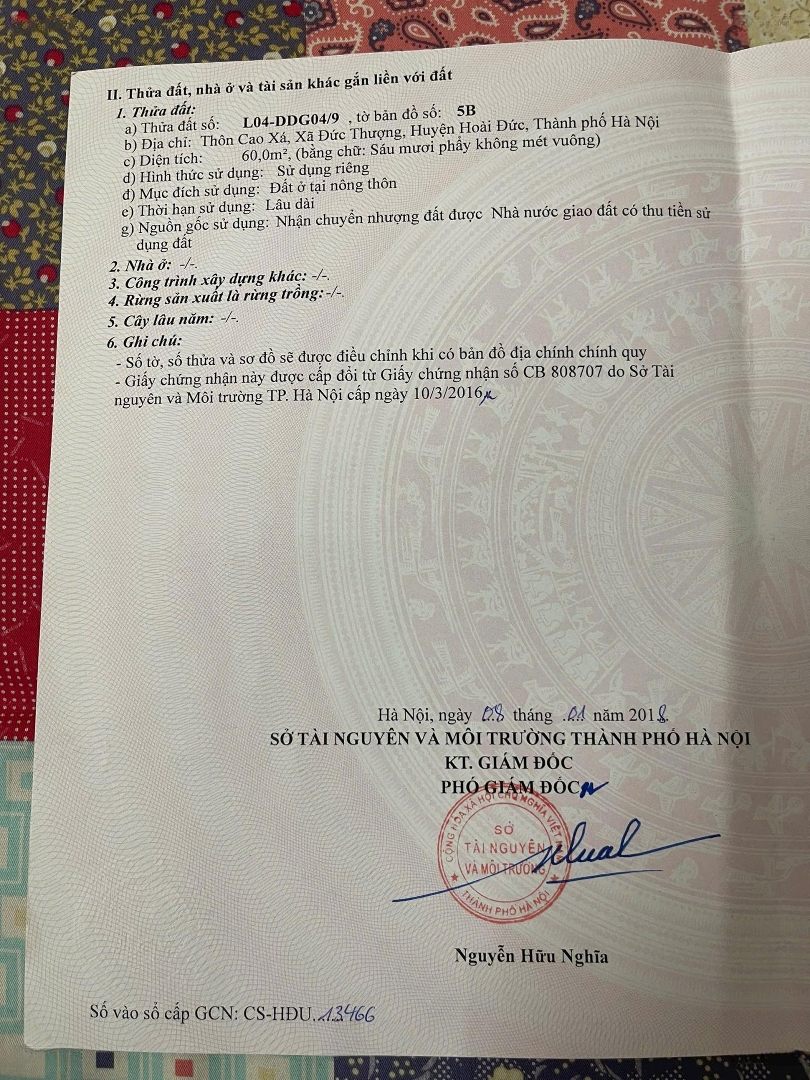 II. Thửa đất, nhà ở và tài sản khác gắn liền với đất
1. Thửa đất:
a) Thửa đất số: L04-DDG04/9 , tờ bản đồ số: 5B
b) Địa chỉ: Thôn Cao Xá, Xã Đức Thượng, Huyện Hoài Đức, Thành phố Hà Nội
c) Diện tích: 60,0m², (bằng chữ: Sáu mươi phẩy không mét vuông)
d) Hình thức sử dụng: Sử dụng riêng
đ) Mục đích sử dụng: Đất ở tại nông thôn
e) Thời hạn sử dụng: Lâu dài
g) Nguồn gốc sử dụng: Nhận chuyển nhượng đất được Nhà nước giao đất có thu tiền sử
dụng đất
2. Nhà ở: -/-.
3. Công trình xây dựng khác: -/-.
4. Rừng sản xuất là rừng trồng: -/-.
5. Cây lâu năm: -/-.
6. Ghi chú:
- Số tờ, số thửa và sơ đồ sẽ được điều chỉnh khi có bản đồ địa chính chính quy
- Giấy chứng nhận này được cấp đổi từ Giấy chứng nhận số CB 808707 do Sở Tài
nguyên và Môi trường TP. Hà Nội cấp ngày 10/3/2016
Hà Nội, ngày 08 tháng .01 năm 2018.
SỞ TÀI NGUYÊN VÀ MÔI TRƯỜNG THÀNH PHỐ HÀ NỘI
KT. GIÁM ĐỐC
PHÓ GIÁM ĐỐC
CỘNG HÒA XÃ HỘI CHỦ NGHĨA VIỆT
SỞ
TÀI NGUYÊN
VÀ MÔI TRƯỜNG
THÀNH PHỐ HÀ NỘI
Nguyễn Hữu Nghĩa
Số vào sổ cấp GCN: CS-HĐU.13466